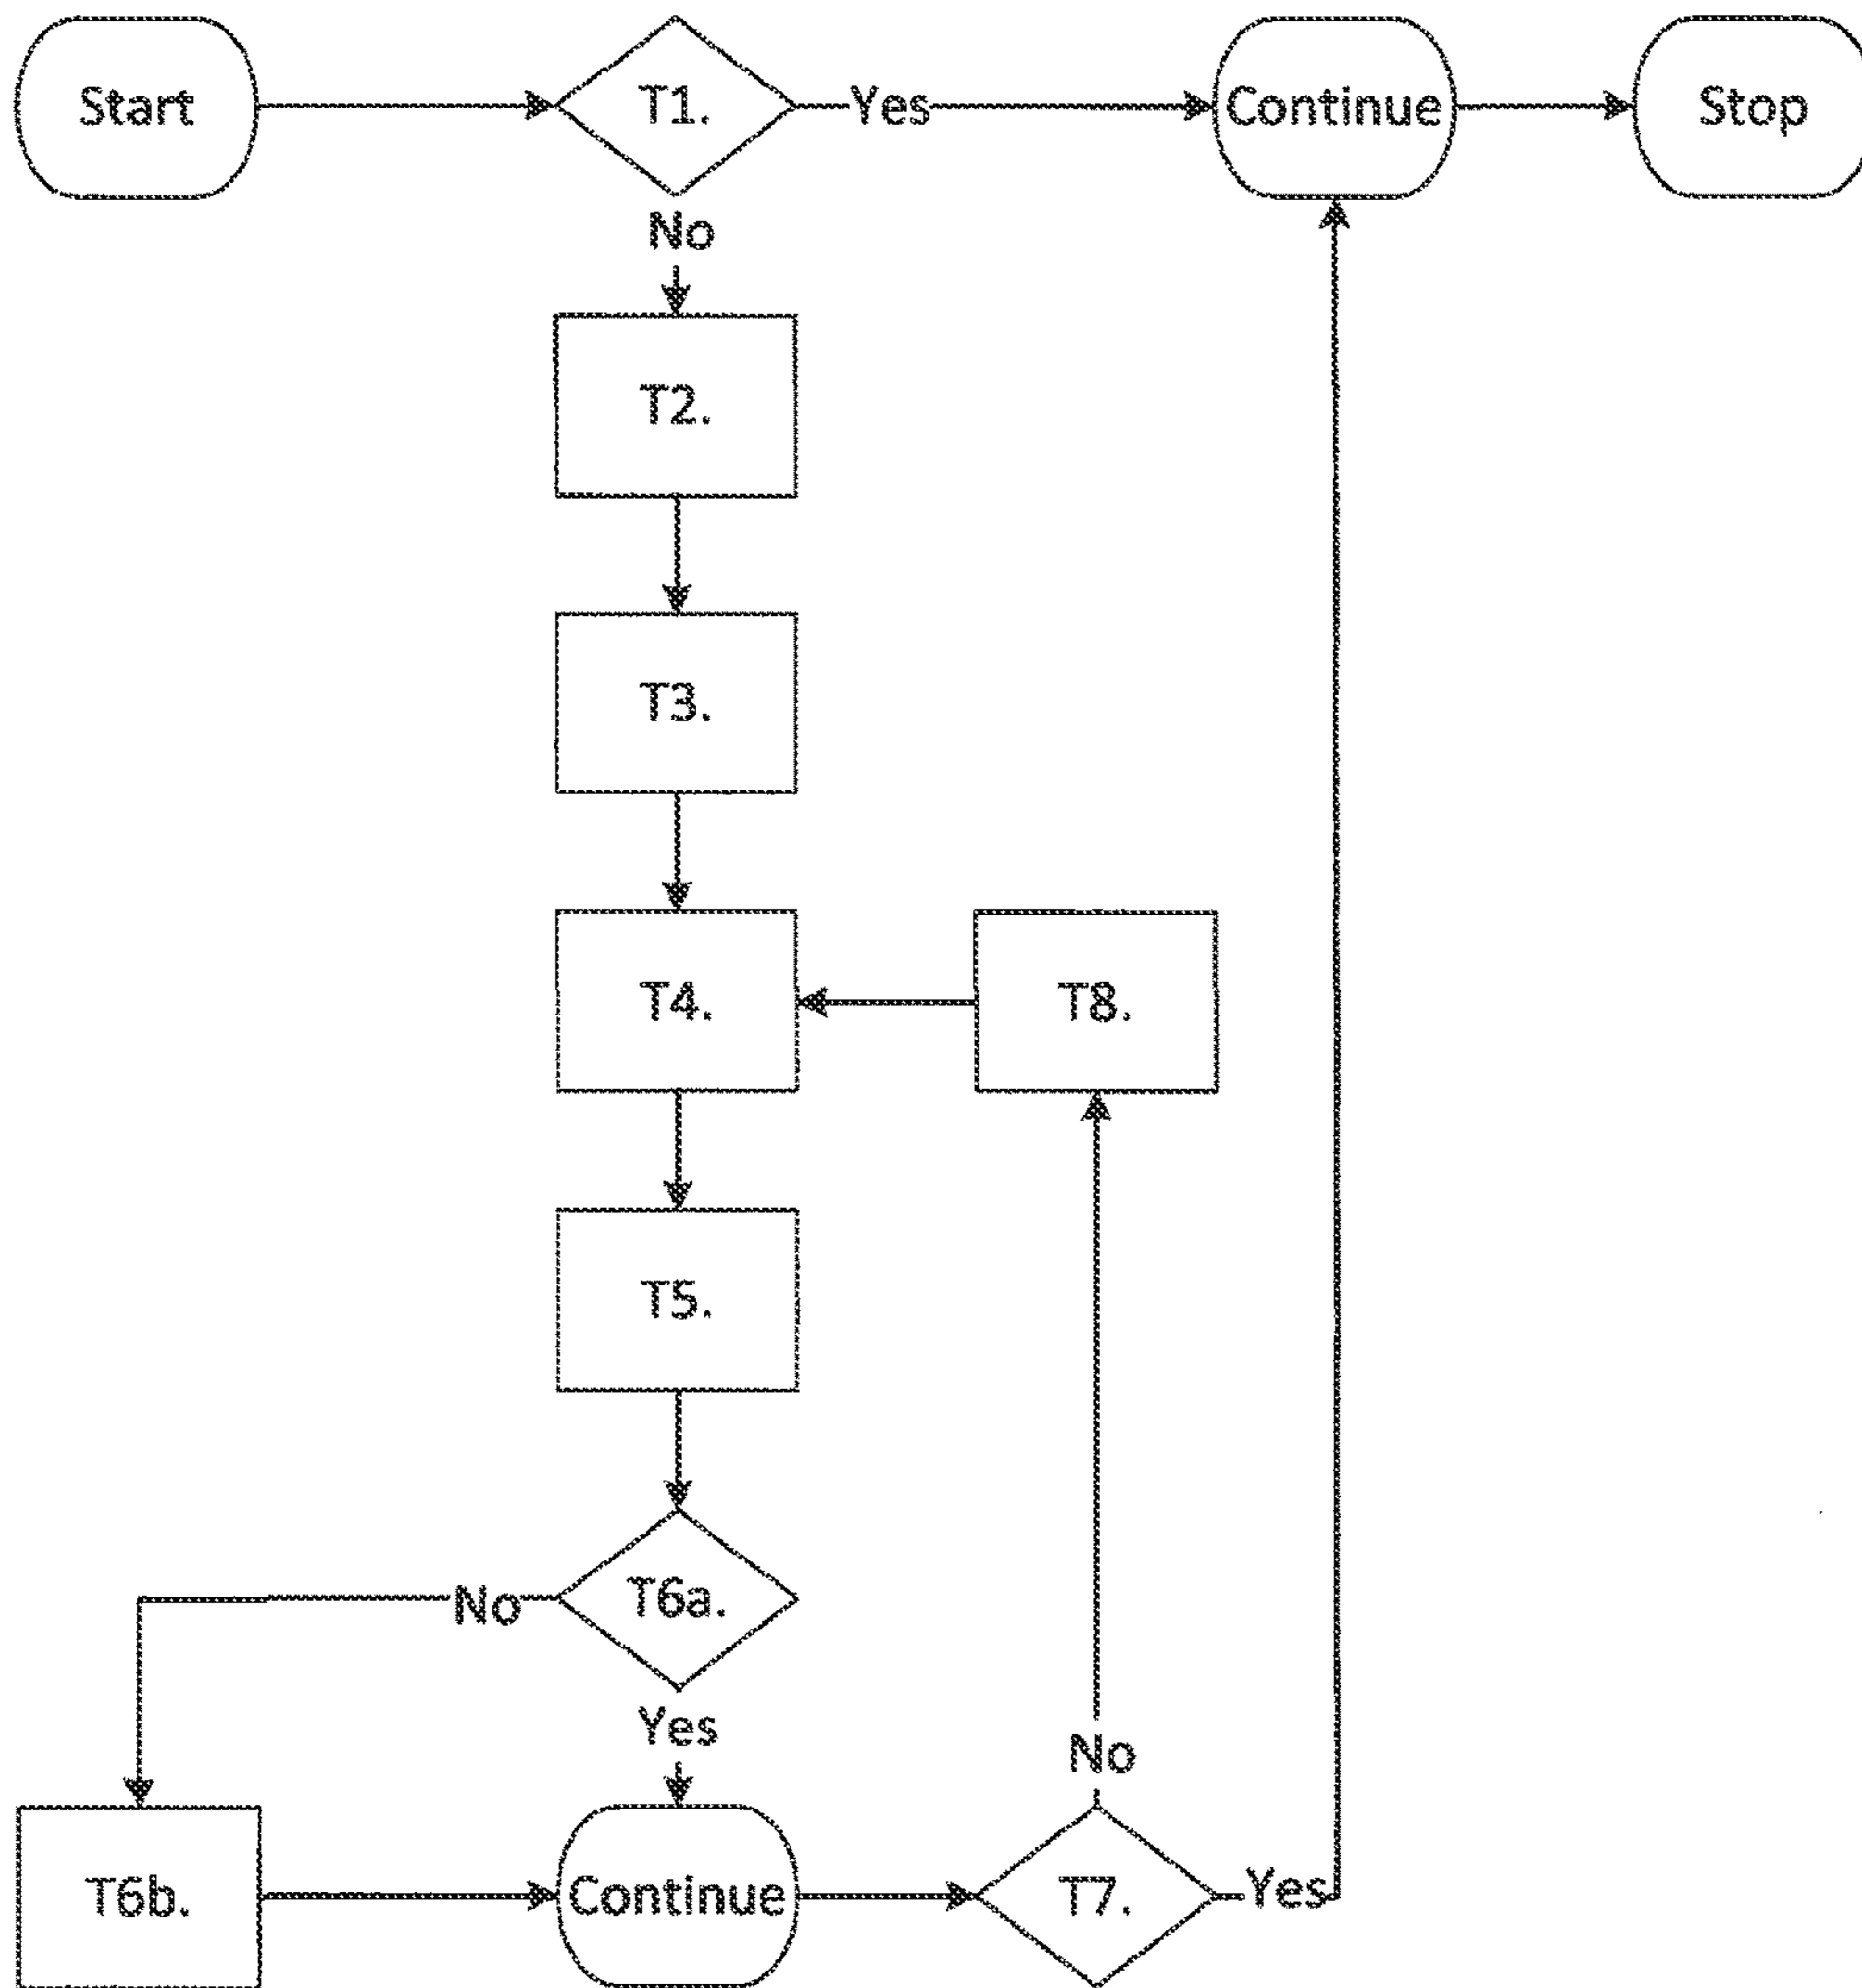 Start
T1.
Yes
Continue
Stop
No
T2.
T3.
T4.
T8.
T5.
T6a.
No
Yes
No
T6b.
Continue
T7.
Yes